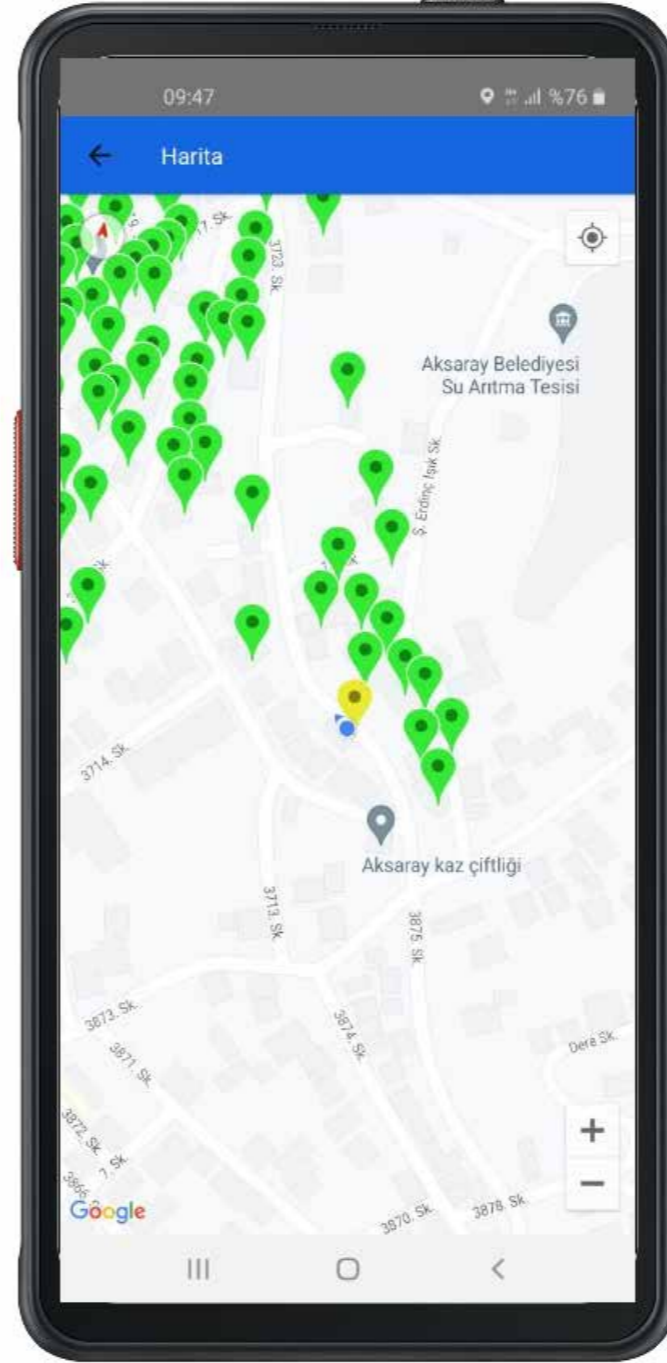 09:47
%76
Harita
17. Sk
3723. Sk
Aksaray Belediyesi
Su Arıtma Tesisi
Ş. Erdinç Işık Sk.
3714. Sk
Aksaray kaz çiftliği
3713. Sk
3875. Sk
3873. Sk.
3874. Sk
3871. Sk
Dere Sk.
3872. Sk
Google
3870. Sk
3878. Sk